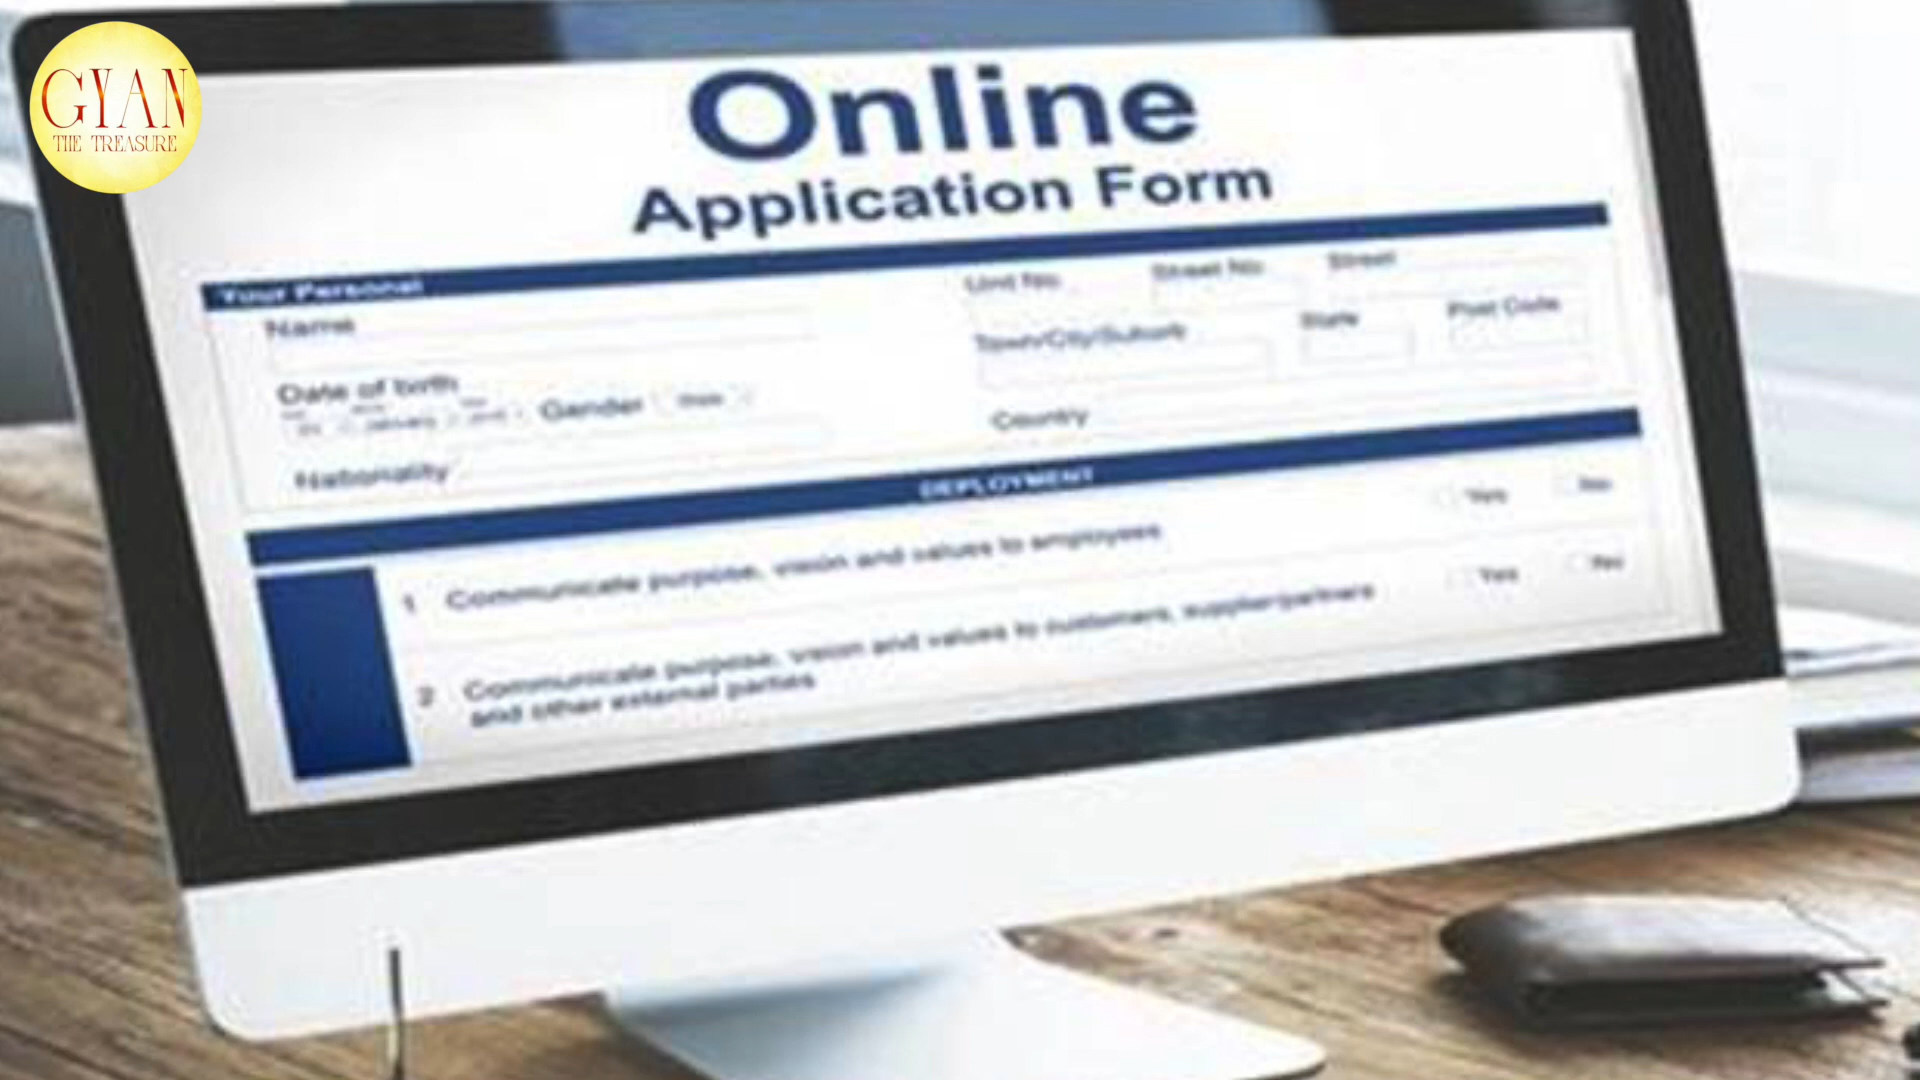 GYAN
THE TREASURE
Online
Application Form
Your Personal
Name
Unit No
Street No
Street
Town/City/Suburb
State
Post Code
Date of birth
January
Gender
Country
Nationality
DEPLOYMENT
1 Communicate purpose, vision and values to employees
Yes
No
2 Communicate purpose, vision and values to customers, supplier/partners
and other external parties
Yes
No